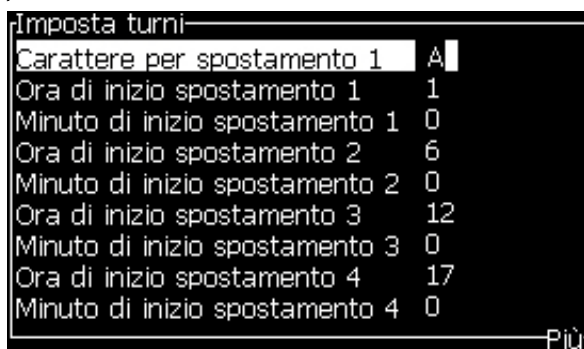 Imposta turni
Carattere per spostamento 1 A
Ora di inizio spostamento 1 1
Minuto di inizio spostamento 1 0
Ora di inizio spostamento 2 6
Minuto di inizio spostamento 2 0
Ora di inizio spostamento 3 12
Minuto di inizio spostamento 3 0
Ora di inizio spostamento 4 17
Minuto di inizio spostamento 4 0
Più